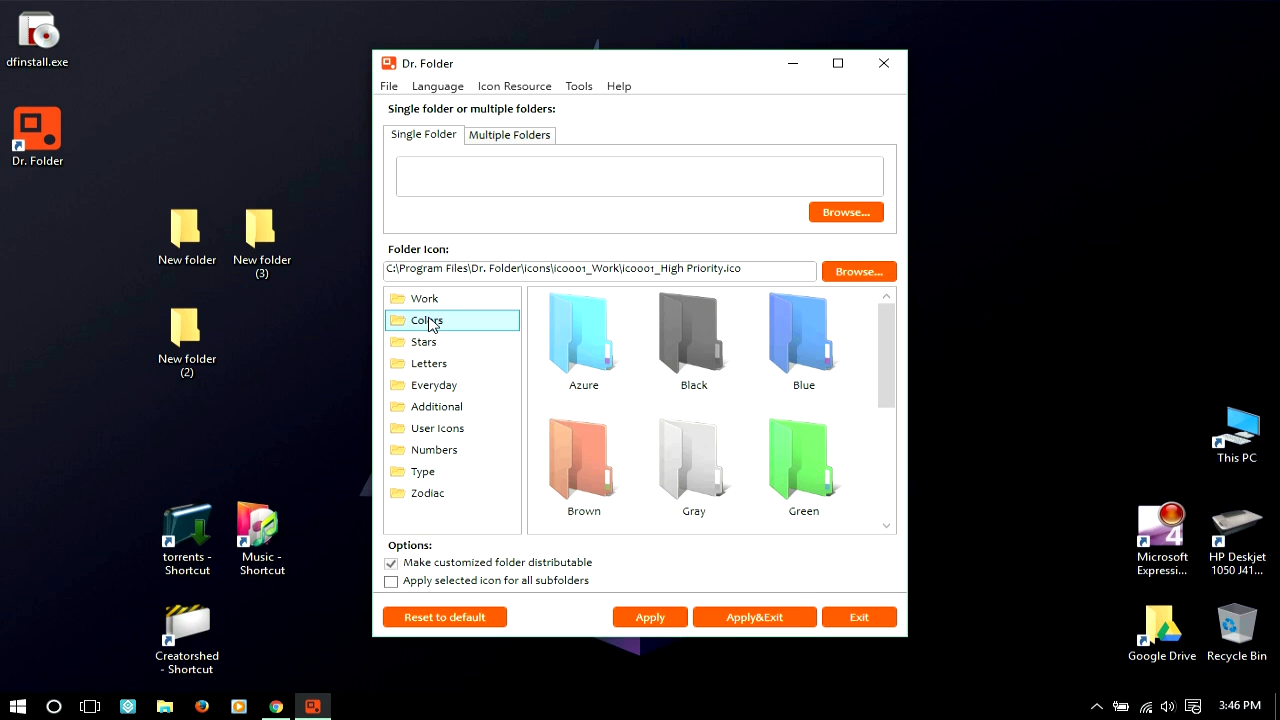 dfinstall.exe
Dr. Folder
New folder
New folder
(3)
New folder
(2)
torrents -
Shortcut
Music -
Shortcut
Creatorshed
- Shortcut
Dr. Folder
File Language Icon Resource Tools Help
Single folder or multiple folders:
Single Folder Multiple Folders
Browse...
Folder Icon:
C:\Program Files\Dr. Folder\icons\ico001_Work\ico001_High Priority.ico
Browse...
Work
Colors
Stars
Letters
Everyday
Additional
User Icons
Numbers
Type
Zodiac
Azure Black Blue
Brown Gray Green
Options:
Make customized folder distributable
Apply selected icon for all subfolders
Reset to default Apply Apply&Exit Exit
This PC
4
Microsoft
Expressi...
HP Deskjet
1050 J41...
Google Drive
Recycle Bin
3:46 PM